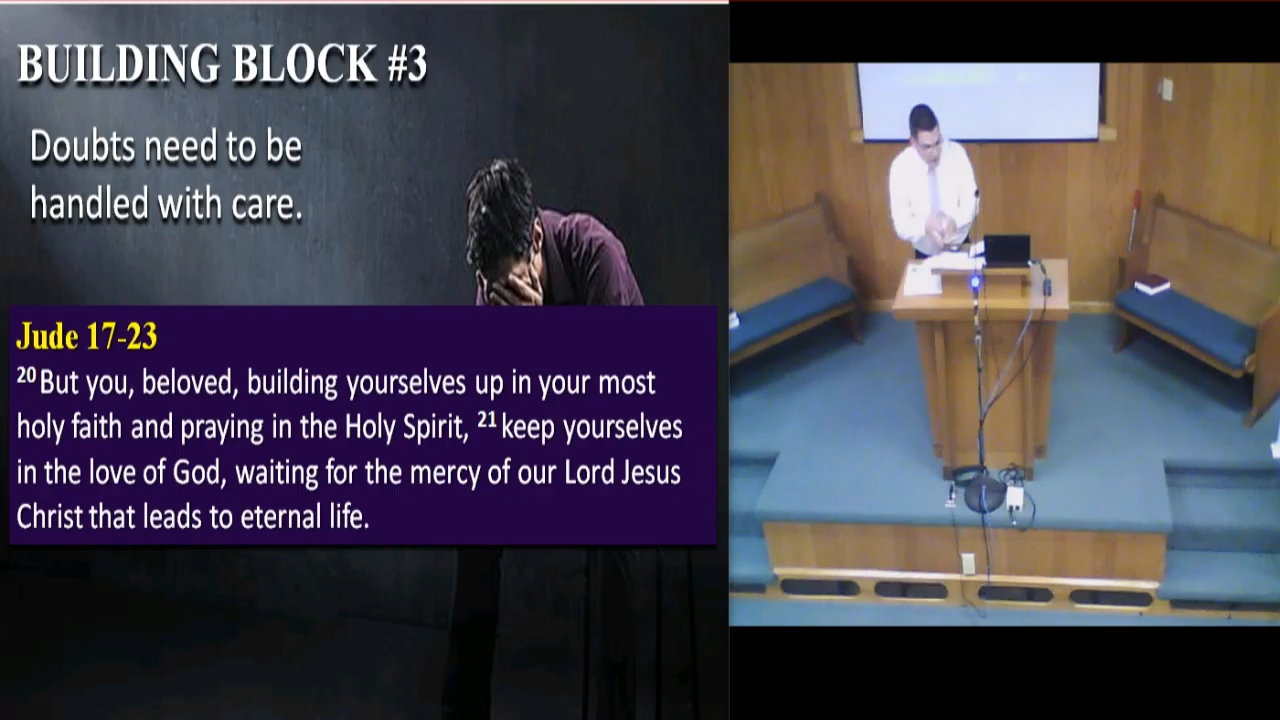 BUILDING BLOCK #3
Doubts need to be
handled with care.
Jude 17-23
20 But you, beloved, building yourselves up in your most
holy faith and praying in the Holy Spirit, 21 keep yourselves
in the love of God, waiting for the mercy of our Lord Jesus
Christ that leads to eternal life.